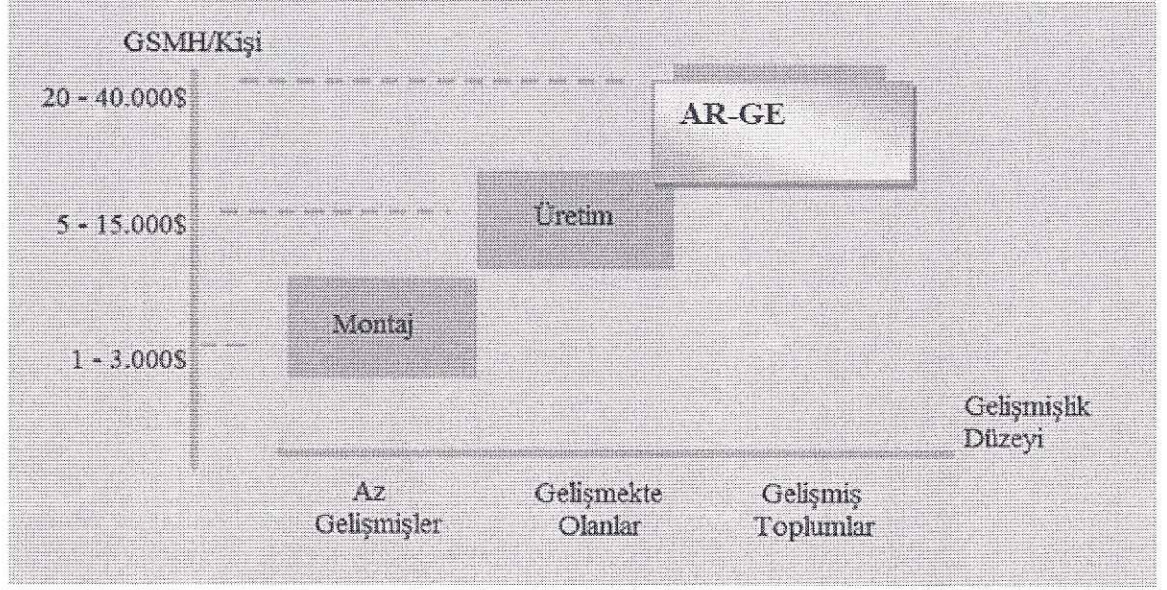 GSMH/Kişi
20 - 40.000$
AR-GE
5 - 15.000$
Üretim
Montaj
1 - 3.000$
Gelişmişlik
Düzeyi
Az
Gelişmişler
Gelişmekte
Olanlar
Gelişmiş
Toplumlar